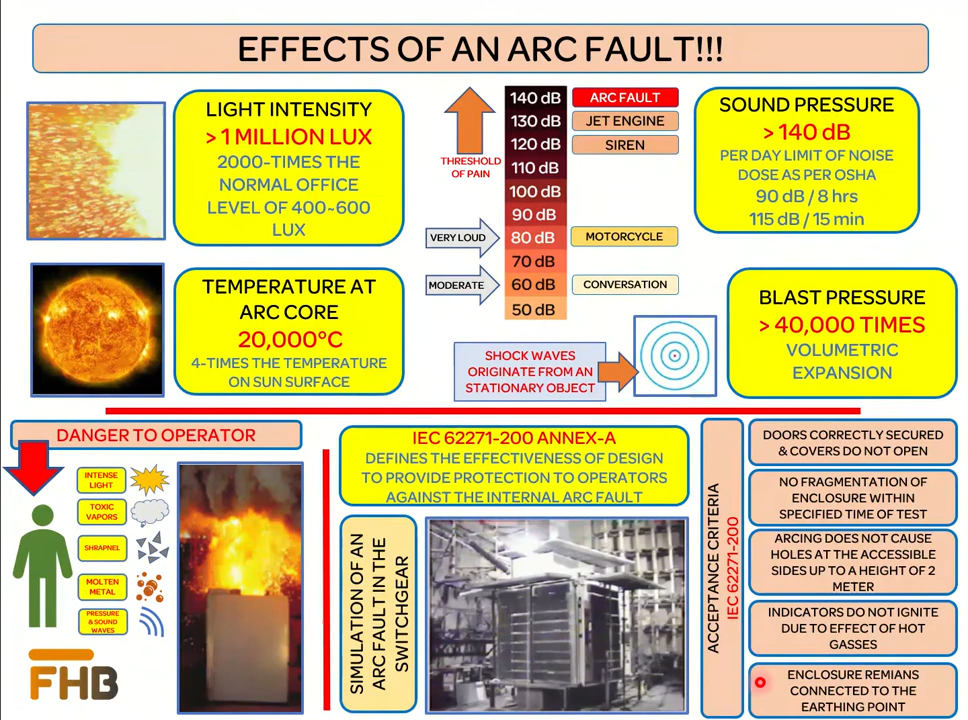 EFFECTS OF AN ARC FAULT!!!
LIGHT INTENSITY
> 1 MILLION LUX
2000-TIMES THE
NORMAL OFFICE
LEVEL OF 400~600
LUX
TEMPERATURE AT
ARC CORE
20,000°C
4-TIMES THE TEMPERATURE
ON SUN SURFACE
THRESHOLD
OF PAIN
VERY LOUD
MODERATE
140 dB
130 dB
120 dB
110 dB
100 dB
90 dB
80 dB
70 dB
60 dB
50 dB
ARC FAULT
JET ENGINE
SIREN
MOTORCYCLE
CONVERSATION
SHOCK WAVES
ORIGINATE FROM AN
STATIONARY OBJECT
SOUND PRESSURE
> 140 dB
PER DAY LIMIT OF NOISE
DOSE AS PER OSHA
90 dB / 8 hrs
115 dB / 15 min
BLAST PRESSURE
> 40,000 TIMES
VOLUMETRIC
EXPANSION
DANGER TO OPERATOR
INTENSE
LIGHT
TOXIC
VAPORS
SHRAPNEL
MOLTEN
METAL
PRESSURE
& SOUND
WAVES
FHB
IEC 62271-200 ANNEX-A
DEFINES THE EFFECTIVENESS OF DESIGN
TO PROVIDE PROTECTION TO OPERATORS
AGAINST THE INTERNAL ARC FAULT
SIMULATION OF AN
ARC FAULT IN THE
SWITCHGEAR
ACCEPTANCE CRITERIA
IEC 62271-200
DOORS CORRECTLY SECURED
& COVERS DO NOT OPEN
NO FRAGMENTATION OF
ENCLOSURE WITHIN
SPECIFIED TIME OF TEST
ARCING DOES NOT CAUSE
HOLES AT THE ACCESSIBLE
SIDES UP TO A HEIGHT OF 2
METER
INDICATORS DO NOT IGNITE
DUE TO EFFECT OF HOT
GASSES
ENCLOSURE REMIANS
CONNECTED TO THE
EARTHING POINT